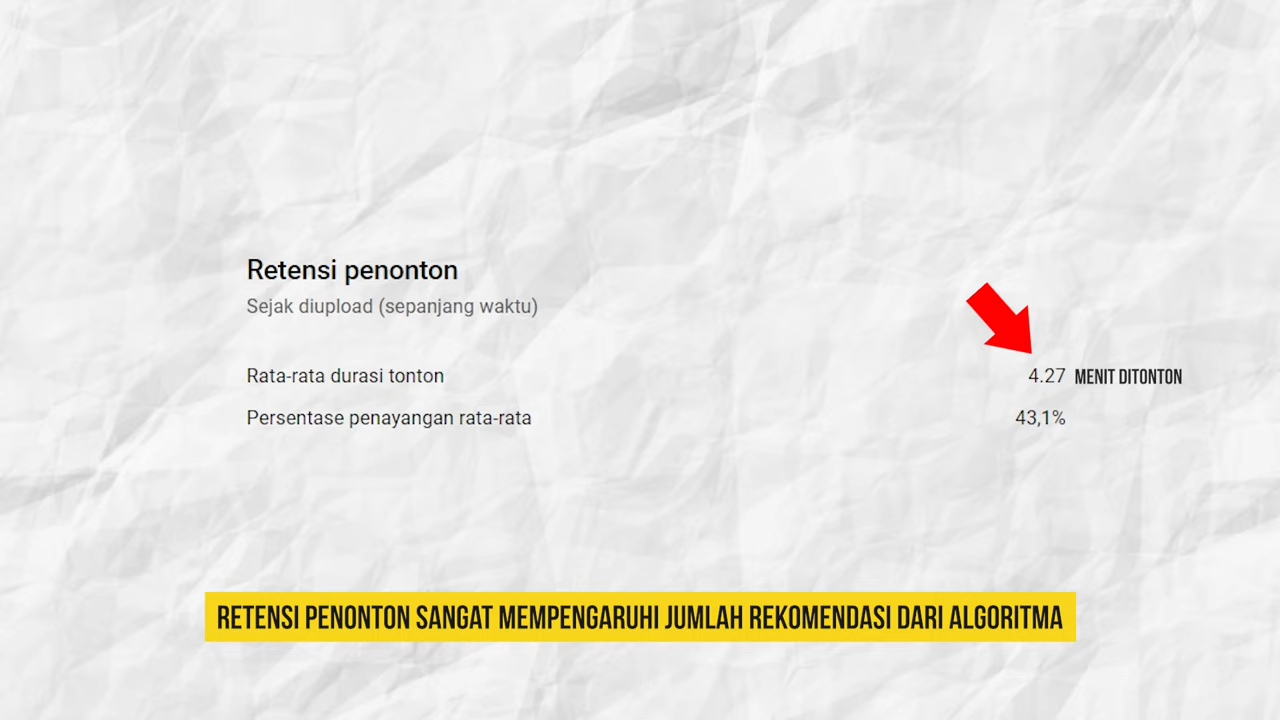 Retensi penonton
Sejak diupload (sepanjang waktu)
Rata-rata durasi tonton 4.27 MENIT DITONTON
Persentase penayangan rata-rata 43,1%
RETENSI PENONTON SANGAT MEMPENGARUHI JUMLAH REKOMENDASI DARI ALGORITMA